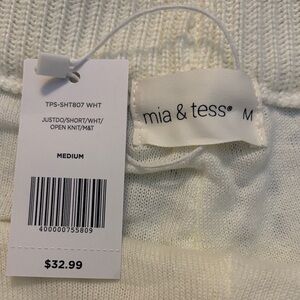 TPS-SHT807 WHT
JUSTDO/SHORT/WHT/
OPEN KNIT/M&T
MEDIUM
400000755809
$32.99
mia & tess® M